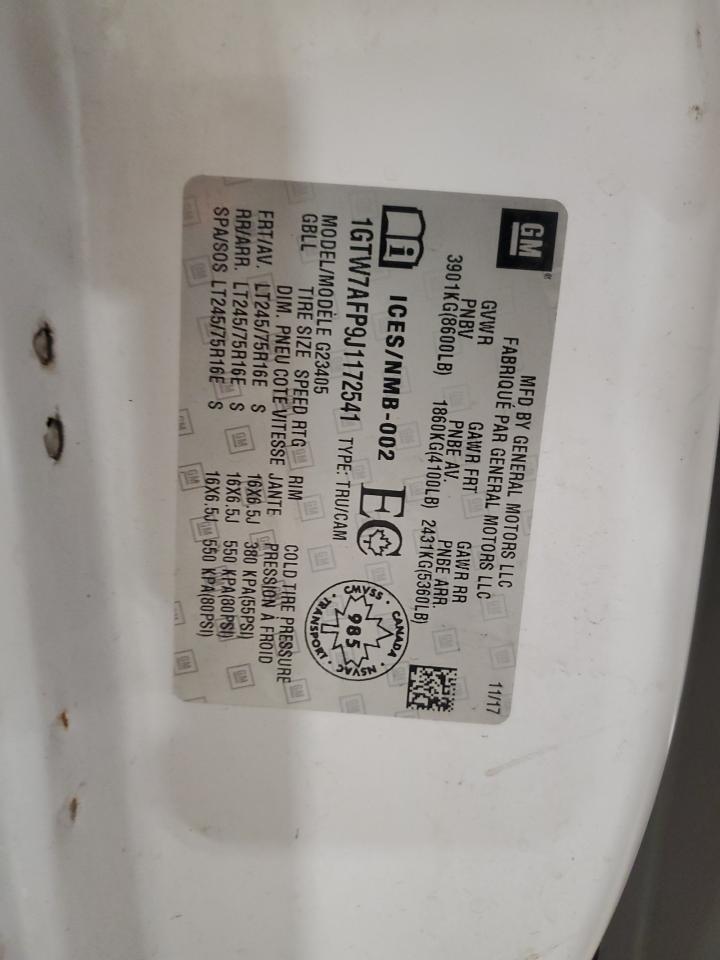 GM
MFD BY GENERAL MOTORS LLC 11/17
FABRIQUÉ PAR GENERAL MOTORS LLC
GVWR GAWR FRT GAWR RR
PNBV PNBE AV. PNBE ARR.
3901KG(8600LB) 1860KG(4100LB) 2431KG(5360LB)
i ICES/NMB-002 EC
CANADA · NSVAC · TRANSPORT · CMVSS ·
985
1GTW7AFP9J1172541 TYPE: TRU/CAM
MODEL/MODÈLE G23405
GBLL TIRE SIZE SPEED RTG RIM COLD TIRE PRESSURE
DIM. PNEU COTE VITESSE JANTE PRESSION À FROID
FRT/AV. LT245/75R16E S 16X6.5J 380 KPA(55PSI)
RR/ARR. LT245/75R16E S 16X6.5J 550 KPA(80PSI)
SPA/SOS LT245/75R16E S 16X6.5J 550 KPA(80PSI)